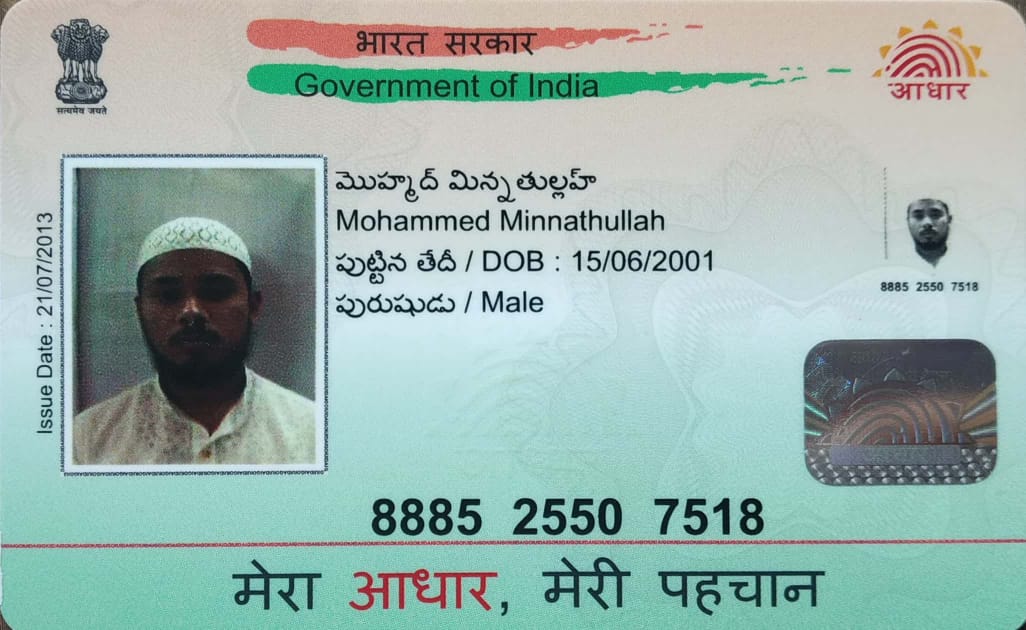 भारत सरकार
Government of India
सत्यमेव जयते
आधार
Issue Date : 21/07/2013
మొహ్మద్ మిన్నతుల్లహ్
Mohammed Minnathullah
పుట్టిన తేదీ / DOB : 15/06/2001
పురుషుడు / Male
8885 2550 7518
8885 2550 7518
मेरा आधार, मेरी पहचान